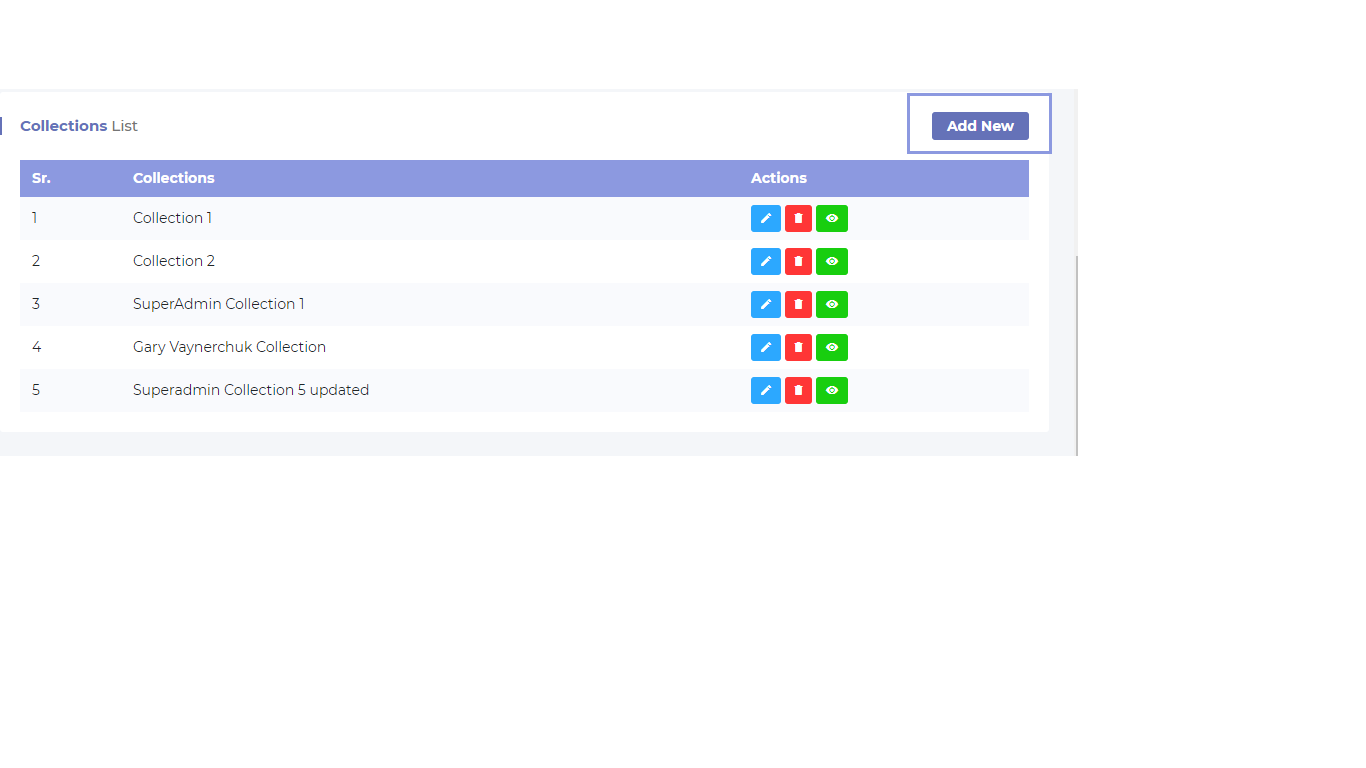 Collections List
Add New
Sr. Collections Actions
1 Collection 1
2 Collection 2
3 SuperAdmin Collection 1
4 Gary Vaynerchuk Collection
5 Superadmin Collection 5 updated